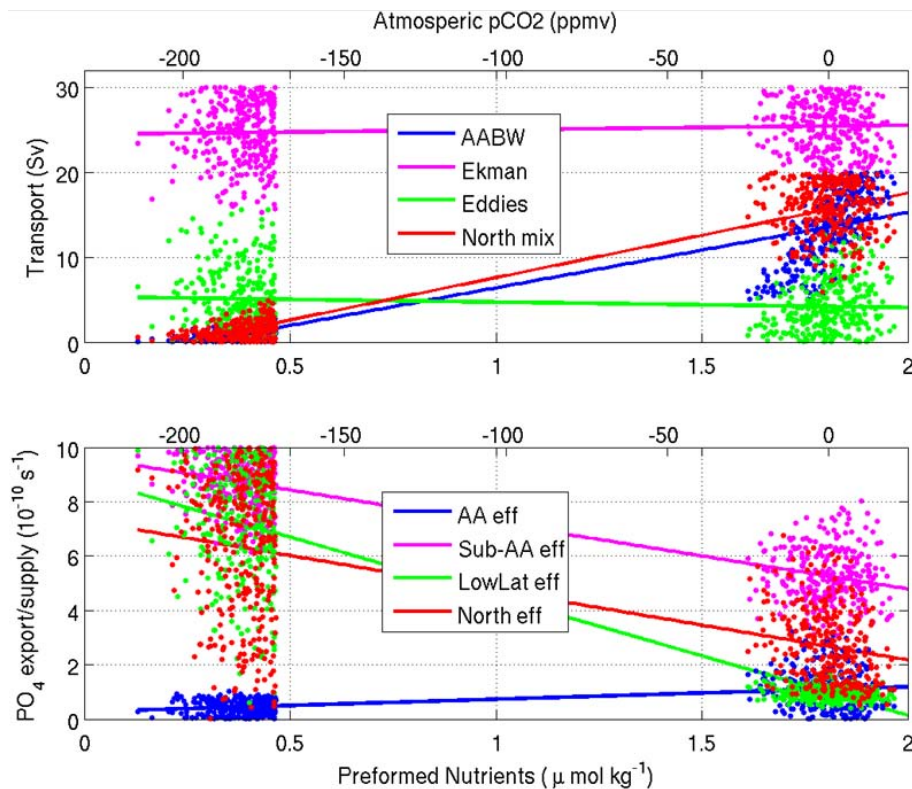 Atmosperic pCO2 (ppmv)
-200 -150 -100 -50 0
30
20
10
0
Transport (Sv)
AABW
Ekman
Eddies
North mix
0 0.5 1 1.5 2
-200 -150 -100 -50 0
10
8
6
4
2
0
PO4 export/supply (10^-10 s^-1)
AA eff
Sub-AA eff
LowLat eff
North eff
0 0.5 1 1.5 2
Preformed Nutrients ( μ mol kg^-1)